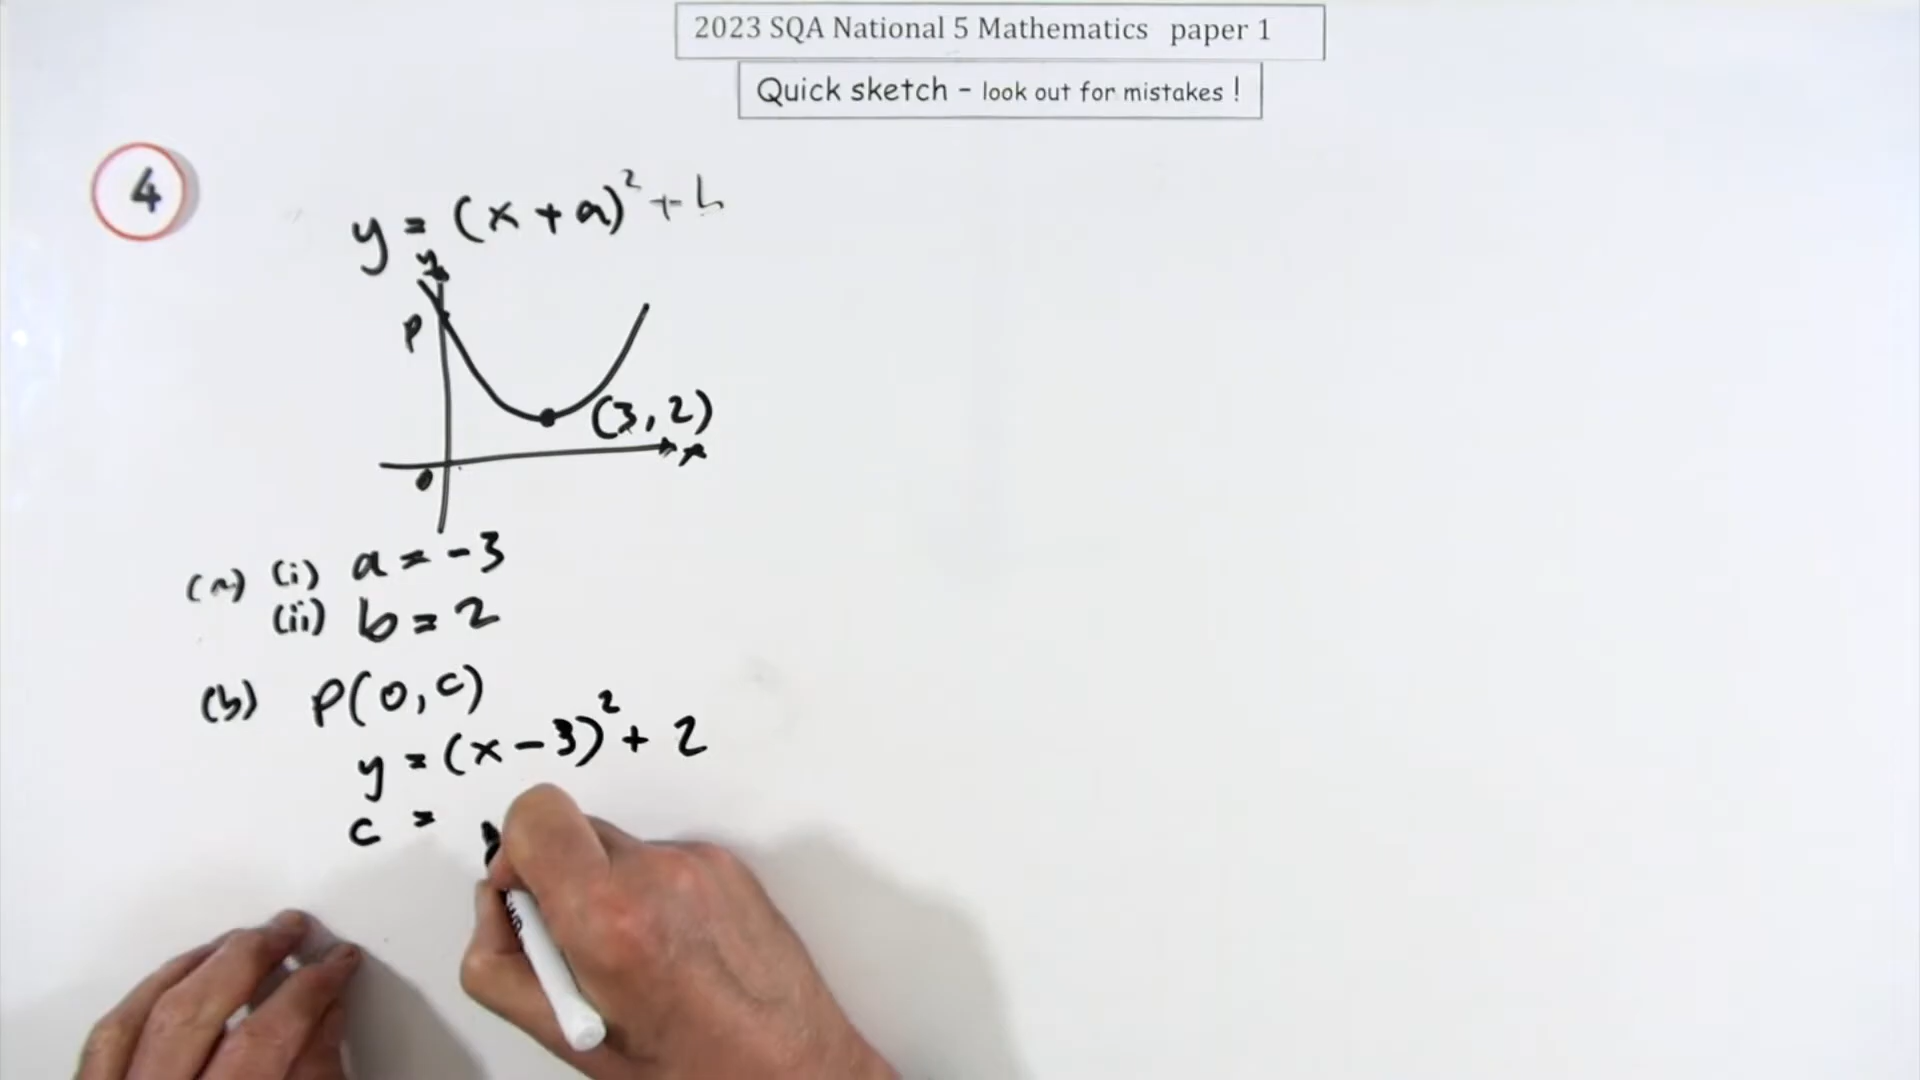 2023 SQA National 5 Mathematics paper 1
Quick sketch - look out for mistakes !
4
y = (x + a)² + b
y
P
(3, 2)
x
0
(a) (i) a = -3
(ii) b = 2
(b) P(0, c)
y = (x - 3)² + 2
c =